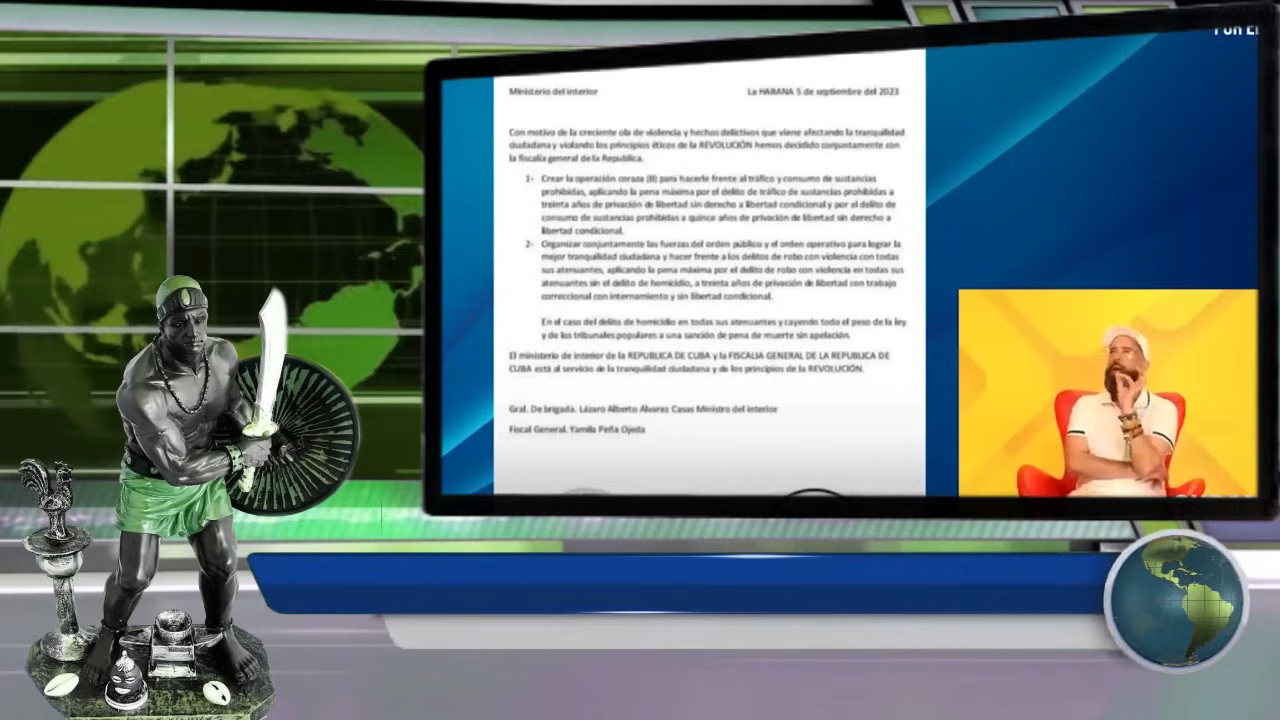 POR EL
Ministerio del interior
La HABANA 5 de septiembre del 2023
Con motivo de la creciente ola de violencia y hechos delictivos que viene afectando la tranquilidad
ciudadana y violando los principios éticos de la REVOLUCIÓN hemos decidido conjuntamente con
la fiscalía general de la Republica.
1- Crear la operación coraza (II) para hacerle frente al tráfico y consumo de sustancias
prohibidas, aplicando la pena máxima por el delito de tráfico de sustancias prohibidas a
treinta años de privación de libertad sin derecho a libertad condicional y por el delito de
consumo de sustancias prohibidas a quince años de privación de libertad sin derecho a
libertad condicional.
2- Organizar conjuntamente las fuerzas del orden público y el orden operativo para lograr la
mejor tranquilidad ciudadana y hacer frente a los delitos de robo con violencia con todas
sus atenuantes, aplicando la pena máxima por el delito de robo con violencia en todas sus
atenuantes sin el delito de homicidio, a treinta años de privación de libertad con trabajo
correccional con internamiento y sin libertad condicional.
En el caso del delito de homicidio en todas sus atenuantes y cayendo todo el peso de la ley
y de los tribunales populares a una sanción de pena de muerte sin apelación.
El ministerio de interior de la REPUBLICA DE CUBA y la FISCALIA GENERAL DE LA REPUBLICA DE
CUBA está al servicio de la tranquilidad ciudadana y de los principios de la REVOLUCIÓN.
Gral. De brigada. Lázaro Alberto Álvarez Casas Ministro del interior
Fiscal General. Yamila Peña Ojeda